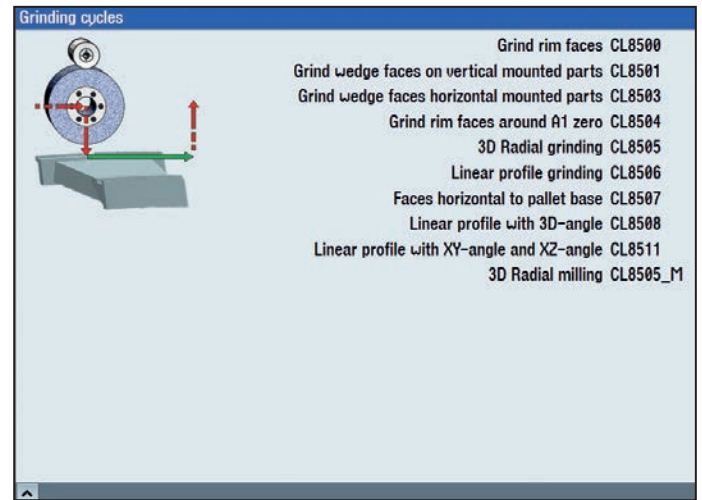 Grinding cycles
Grind rim faces CL8500
Grind wedge faces on vertical mounted parts CL8501
Grind wedge faces horizontal mounted parts CL8503
Grind rim faces around A1 zero CL8504
3D Radial grinding CL8505
Linear profile grinding CL8506
Faces horizontal to pallet base CL8507
Linear profile with 3D-angle CL8508
Linear profile with XY-angle and XZ-angle CL8511
3D Radial milling CL8505_M